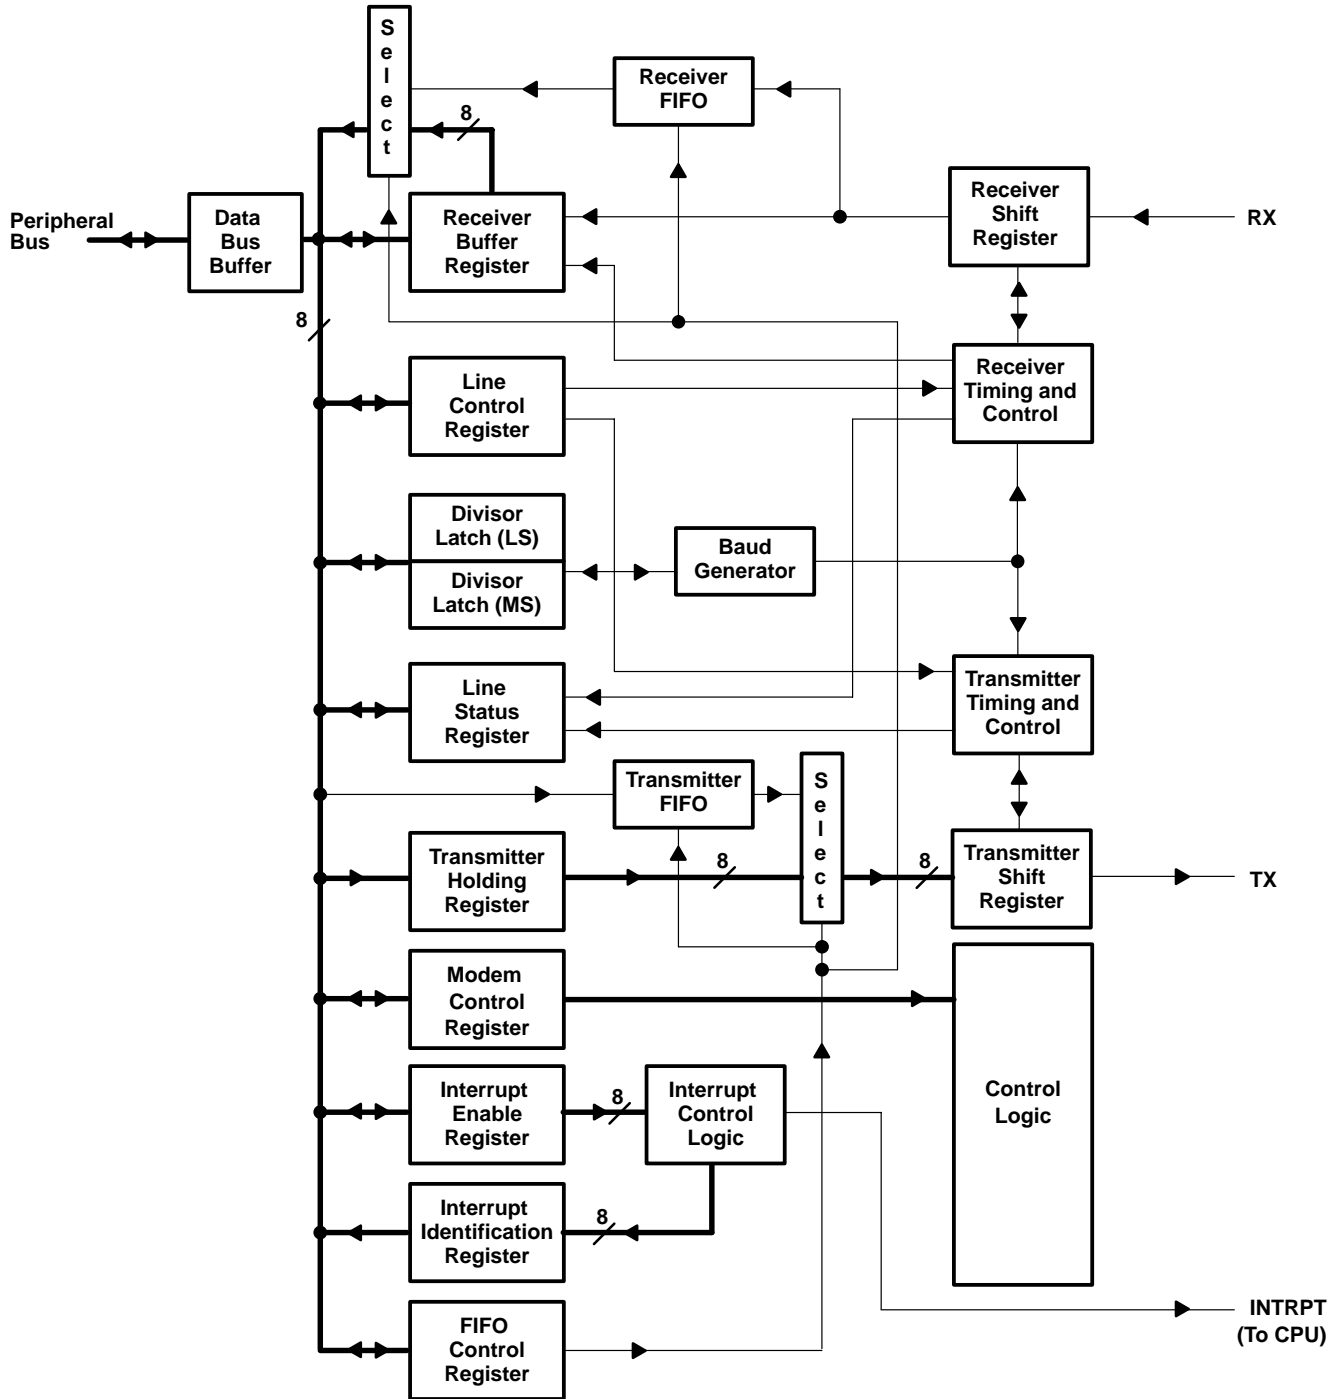 S
e
l
e
c
t
Receiver
FIFO
8
Peripheral
Bus
Data
Bus
Buffer
Receiver
Buffer
Register
Receiver
Shift
Register
RX
8
Line
Control
Register
Receiver
Timing and
Control
Divisor
Latch (LS)
Divisor
Latch (MS)
Baud
Generator
Line
Status
Register
Transmitter
Timing and
Control
Transmitter
FIFO
S
e
l
e
c
t
Transmitter
Holding
Register
8
8
Transmitter
Shift
Register
TX
Modem
Control
Register
Interrupt
Enable
Register
8
Interrupt
Control
Logic
Control
Logic
Interrupt
Identification
Register
8
FIFO
Control
Register
INTRPT
(To CPU)